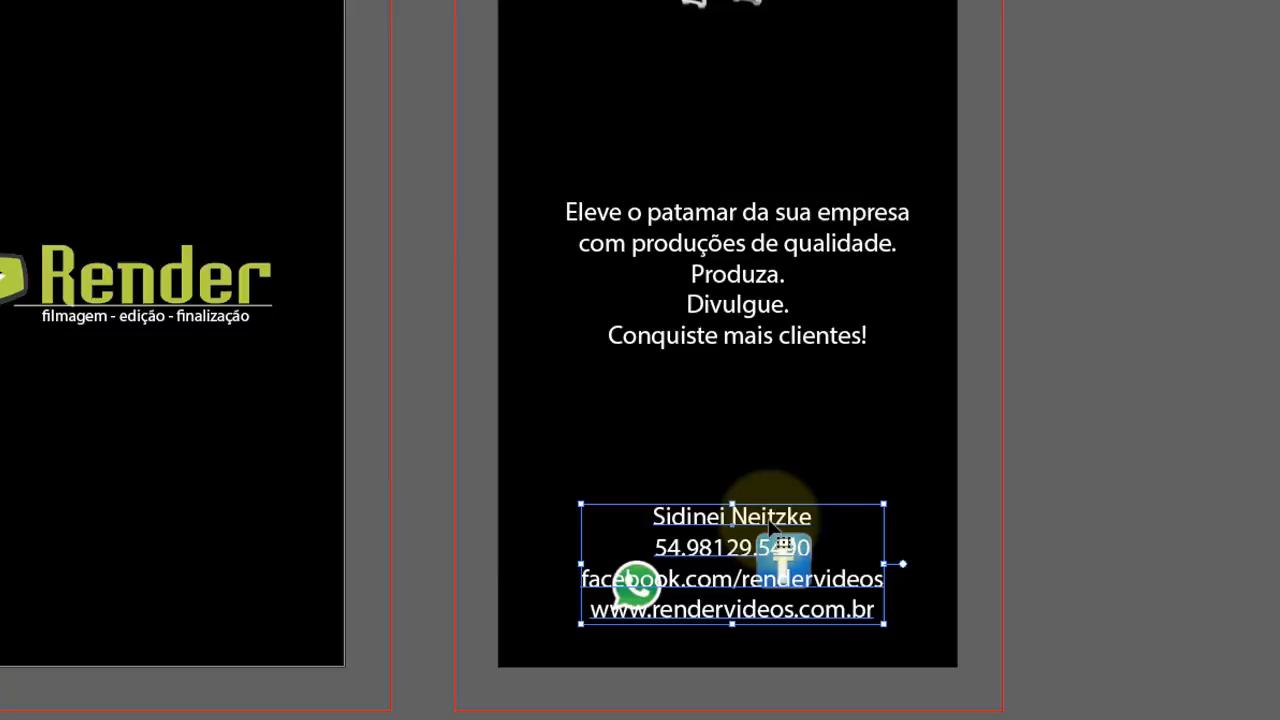 Render
filmagem - edição - finalização
Eleve o patamar da sua empresa
com produções de qualidade.
Produza.
Divulgue.
Conquiste mais clientes!
Sidinei Neitzke
facebook.com/rendervideos
www.rendervideos.com.br